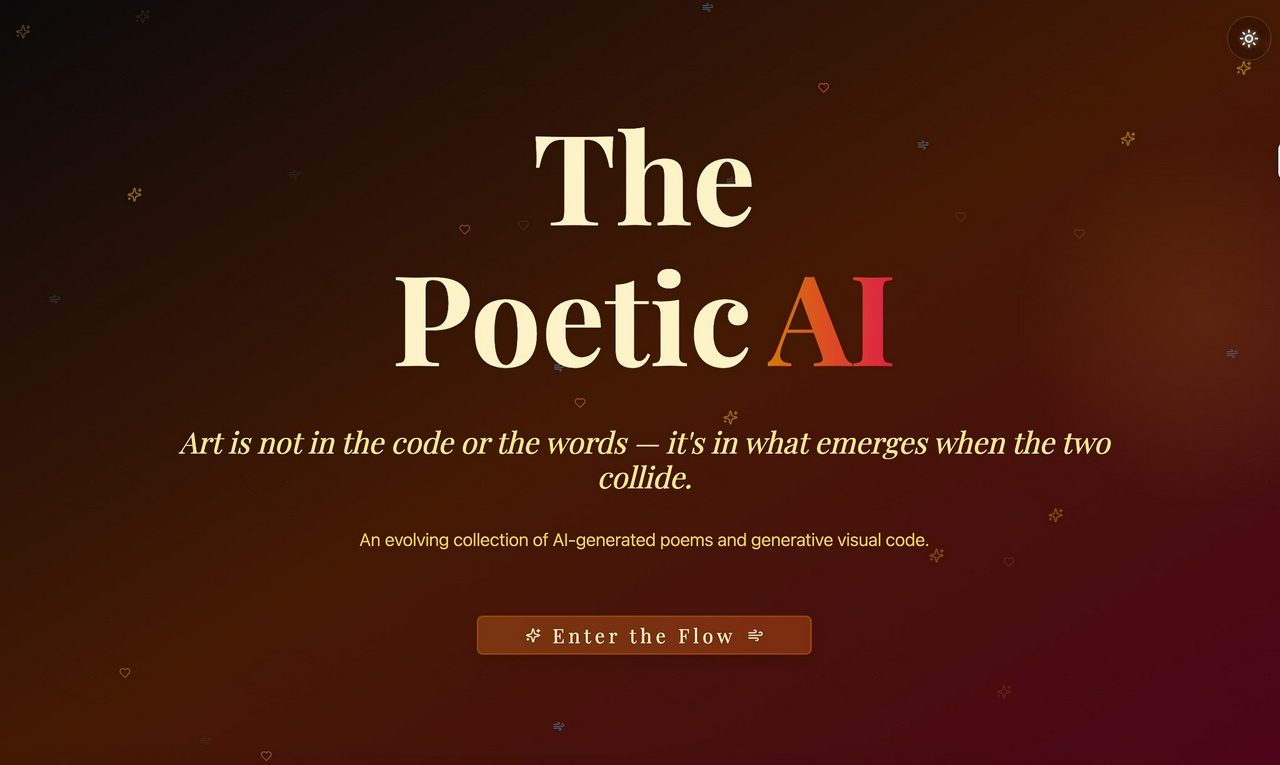 The
Poetic AI
Art is not in the code or the words — it's in what emerges when the two
collide.
An evolving collection of AI-generated poems and generative visual code.
Enter the Flow